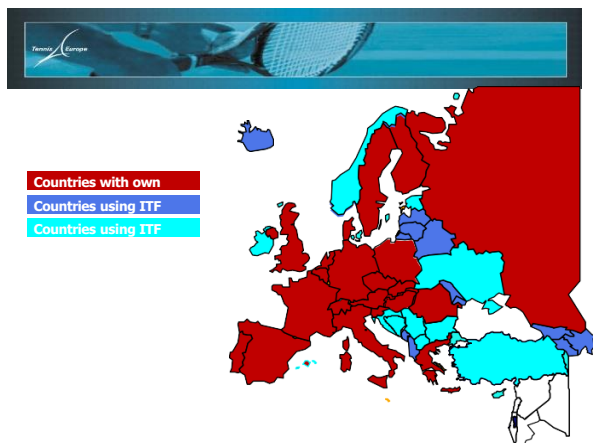 Tennis Europe
Countries with own
Countries using ITF
Countries using ITF